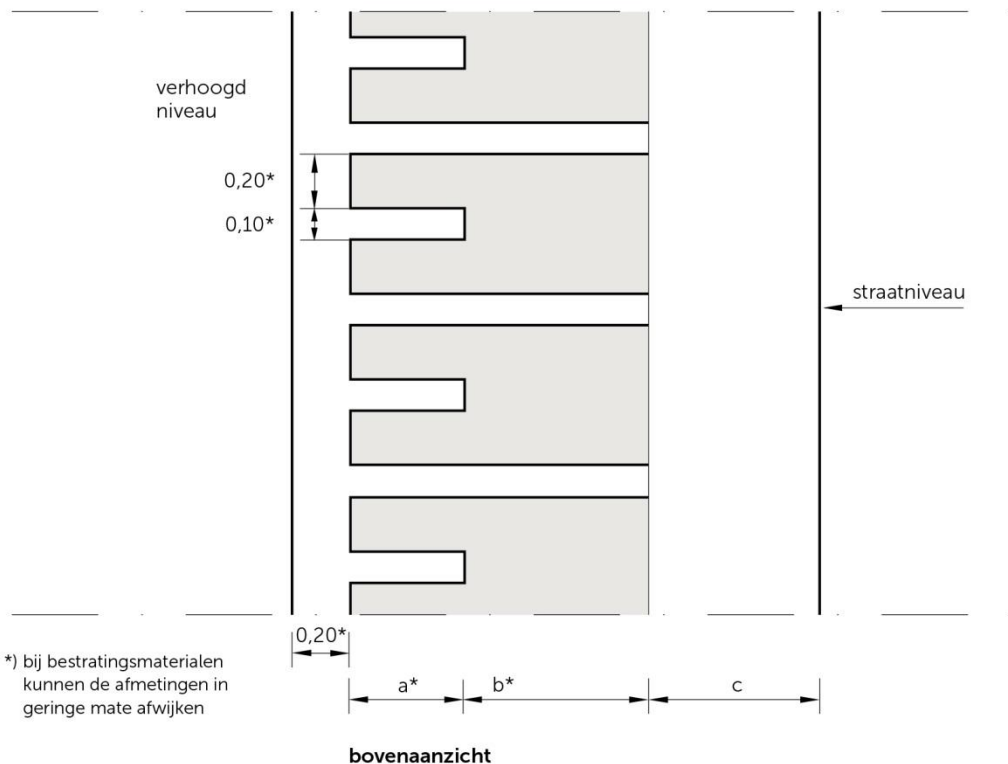 verhoogd
niveau
0,20*
0,10*
straatniveau
0,20*
*) bij bestratingsmaterialen
kunnen de afmetingen in
geringe mate afwijken
a*
b*
c
bovenaanzicht